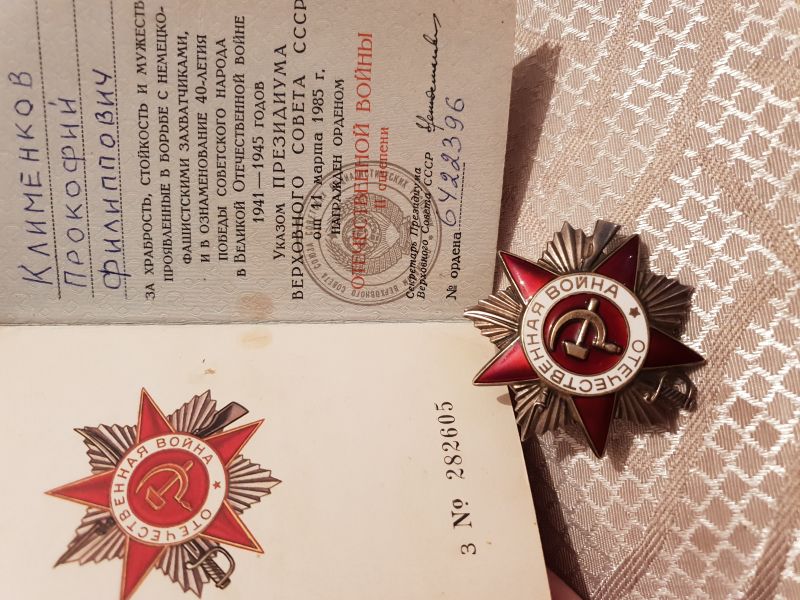 КЛИМЕНКОВ
ПРОКОФИЙ
ФИЛИППОВИЧ
ЗА ХРАБРОСТЬ, СТОЙКОСТЬ И МУЖЕСТВО,
ПРОЯВЛЕННЫЕ В БОРЬБЕ С НЕМЕЦКО-
ФАШИСТСКИМИ ЗАХВАТЧИКАМИ,
И В ОЗНАМЕНОВАНИЕ 40-ЛЕТИЯ
ПОБЕДЫ СОВЕТСКОГО НАРОДА
В ВЕЛИКОЙ ОТЕЧЕСТВЕННОЙ ВОЙНЕ
1941—1945 ГОДОВ
Указом ПРЕЗИДИУМА
ВЕРХОВНОГО СОВЕТА СССР
от 11 марта 1985 г.
НАГРАЖДЕН ОРДЕНОМ
ОТЕЧЕСТВЕННОЙ ВОЙНЫ
II степени
Секретарь Президиума
Верховного Совета СССР
№ ордена 6422396
З № 282605
ОТЕЧЕСТВЕННАЯ ВОЙНА
ОТЕЧЕСТВЕННАЯ ВОЙНА